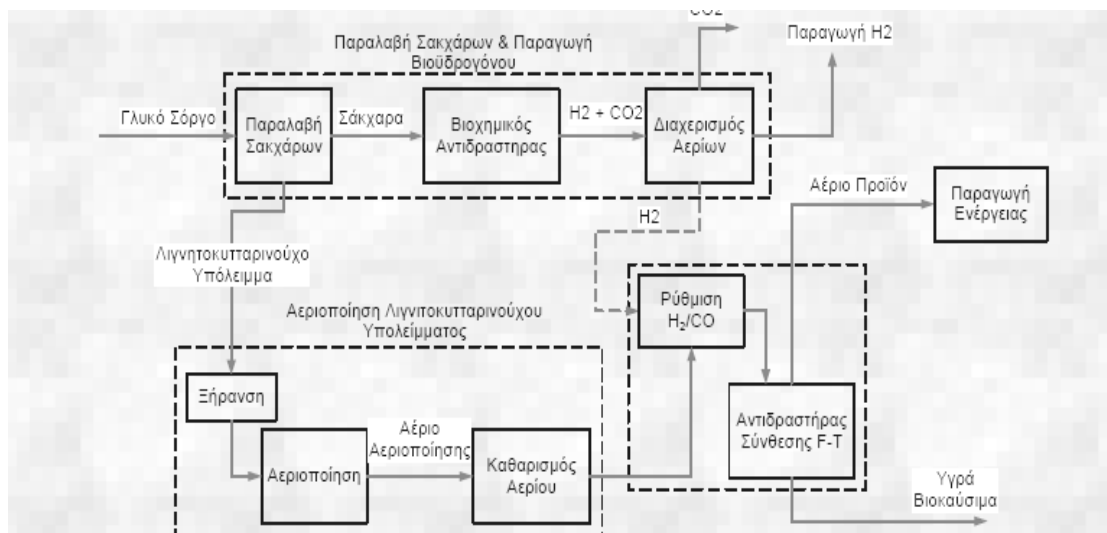 CO2
Παραγωγή H2
Παραλαβή Σακχάρων & Παραγωγή
Βιοϋδρογόνου
Γλυκό Σόργο
Παραλαβή
Σακχάρων
Σάκχαρα
Βιοχημικός
Αντιδραστηρας
H2 + CO2
Διαχερισμός
Αερίων
Αέριο Προϊόν
Παραγωγή
Ενέργειας
H2
Λιγνητοκυτταρινούχο
Υπόλειμμα
Αεριοποίηση Λιγνιτοκυτταρινούχου
Υπολείμματος
Ρύθμιση
H₂/CO
Ξήρανση
Αεριοποίηση
Αέριο
Αεριοποίησης
Καθαρισμός
Αερίου
Αντιδραστήρας
Σύνθεσης F-T
Υγρά
Βιοκαύσιμα